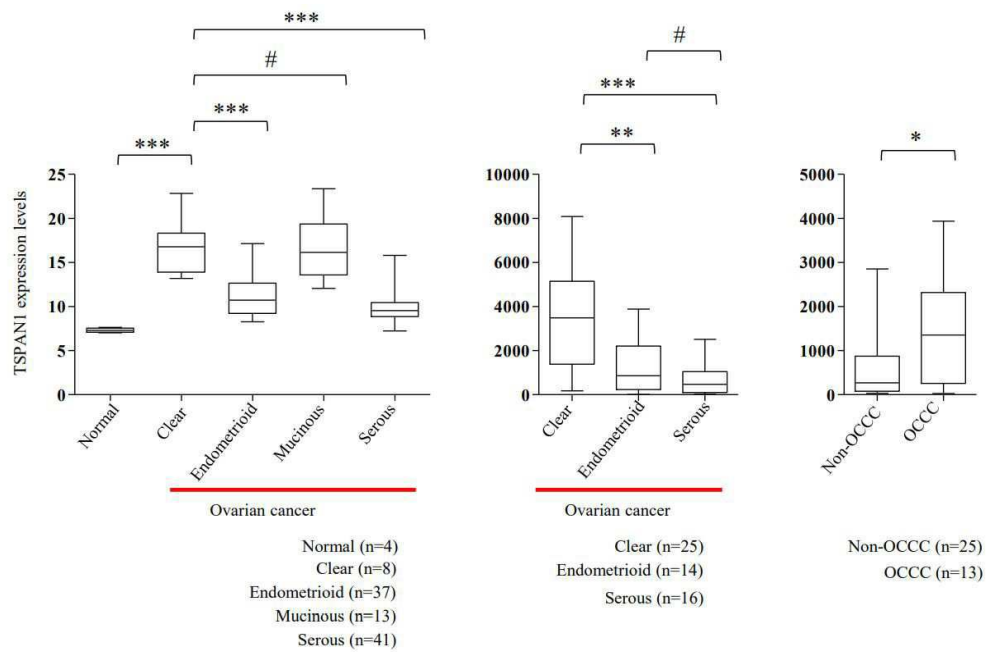 ***
#
***
***
TSPAN1 expression levels
25
20
15
10
5
0
Normal
Clear
Endometrioid
Mucinous
Serous
Ovarian cancer
Normal (n=4)
Clear (n=8)
Endometrioid (n=37)
Mucinous (n=13)
Serous (n=41)
#
***
**
10000
8000
6000
4000
2000
0
Clear
Endometrioid
Serous
Ovarian cancer
Clear (n=25)
Endometrioid (n=14)
Serous (n=16)
*
5000
4000
3000
2000
1000
0
Non-OCCC
OCCC
Non-OCCC (n=25)
OCCC (n=13)